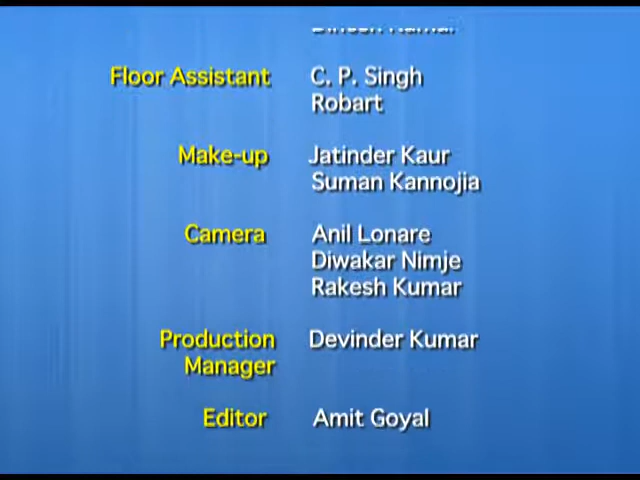 Floor Assistant C. P. Singh
Robart
Make-up Jatinder Kaur
Suman Kannojia
Camera Anil Lonare
Diwakar Nimje
Rakesh Kumar
Production Manager Devinder Kumar
Editor Amit Goyal